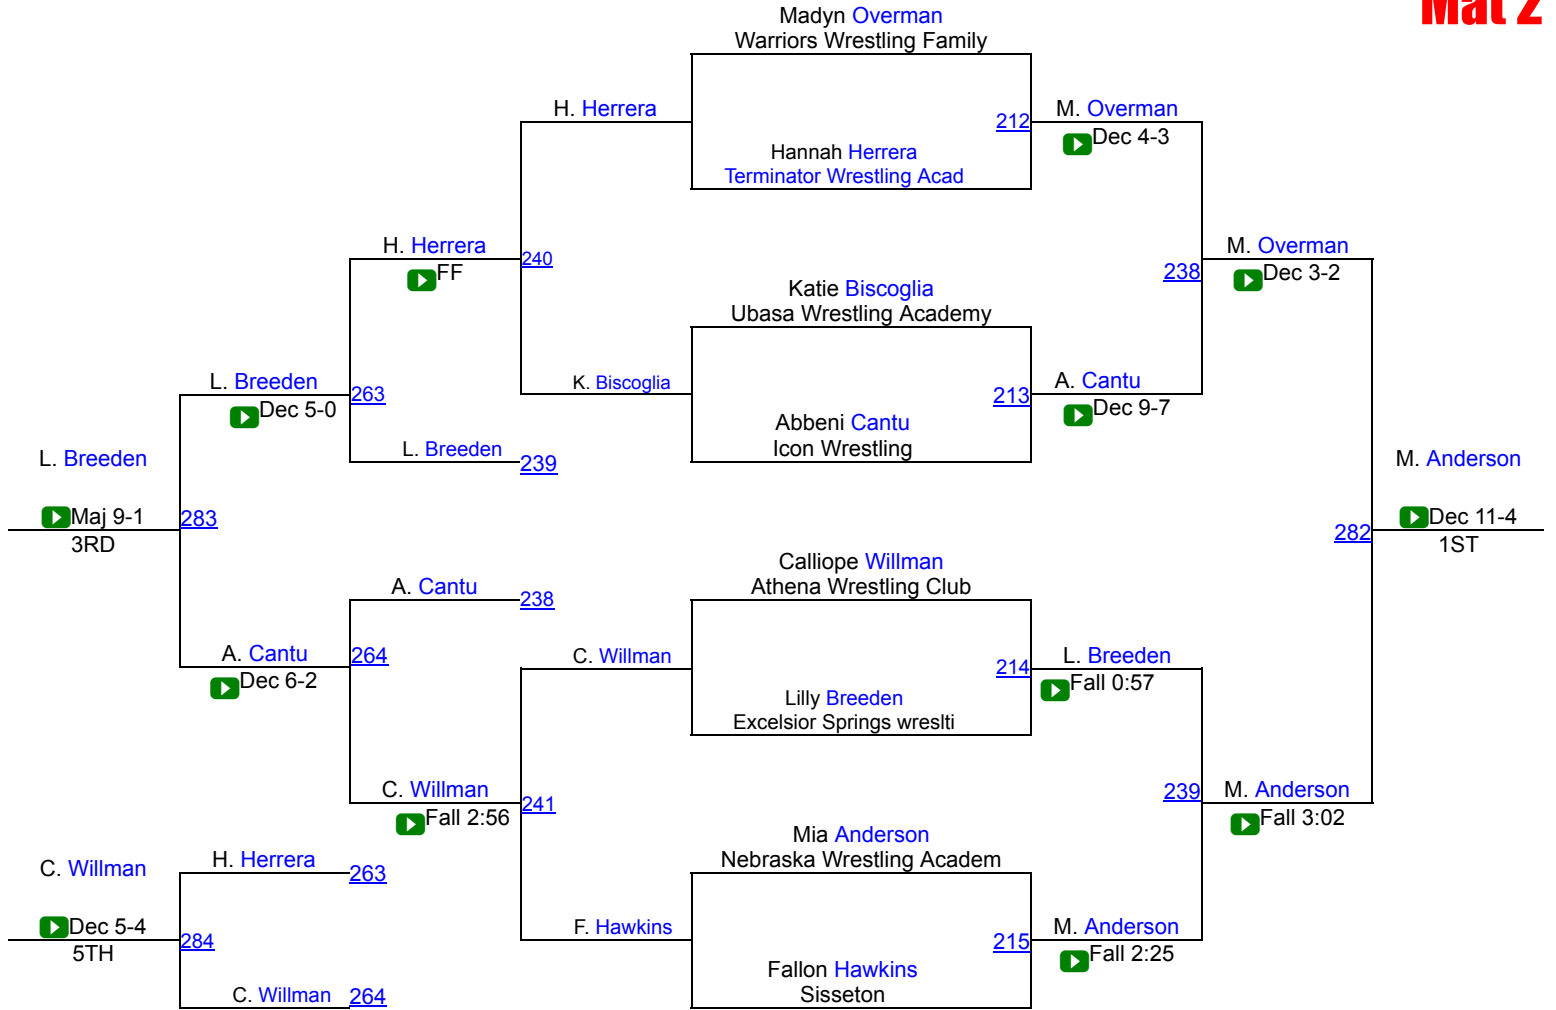 Mat 2
Madyn Overman
Warriors Wrestling Family
H. Herrera
212
M. Overman
Dec 4-3
Hannah Herrera
Terminator Wrestling Acad
H. Herrera
FF
240
M. Overman
238
Dec 3-2
Katie Biscoglia
Ubasa Wrestling Academy
L. Breeden
Dec 5-0
263
K. Biscoglia
213
A. Cantu
Dec 9-7
Abbeni Cantu
Icon Wrestling
L. Breeden
239
L. Breeden
Maj 9-1
3RD
283
M. Anderson
282
Dec 11-4
1ST
Calliope Willman
Athena Wrestling Club
A. Cantu
238
A. Cantu
Dec 6-2
264
C. Willman
214
L. Breeden
Fall 0:57
Lilly Breeden
Excelsior Springs wreslti
C. Willman
Fall 2:56
241
239
M. Anderson
Fall 3:02
Mia Anderson
Nebraska Wrestling Academ
C. Willman
Dec 5-4
5TH
H. Herrera
263
284
C. Willman
264
F. Hawkins
215
M. Anderson
Fall 2:25
Fallon Hawkins
Sisseton